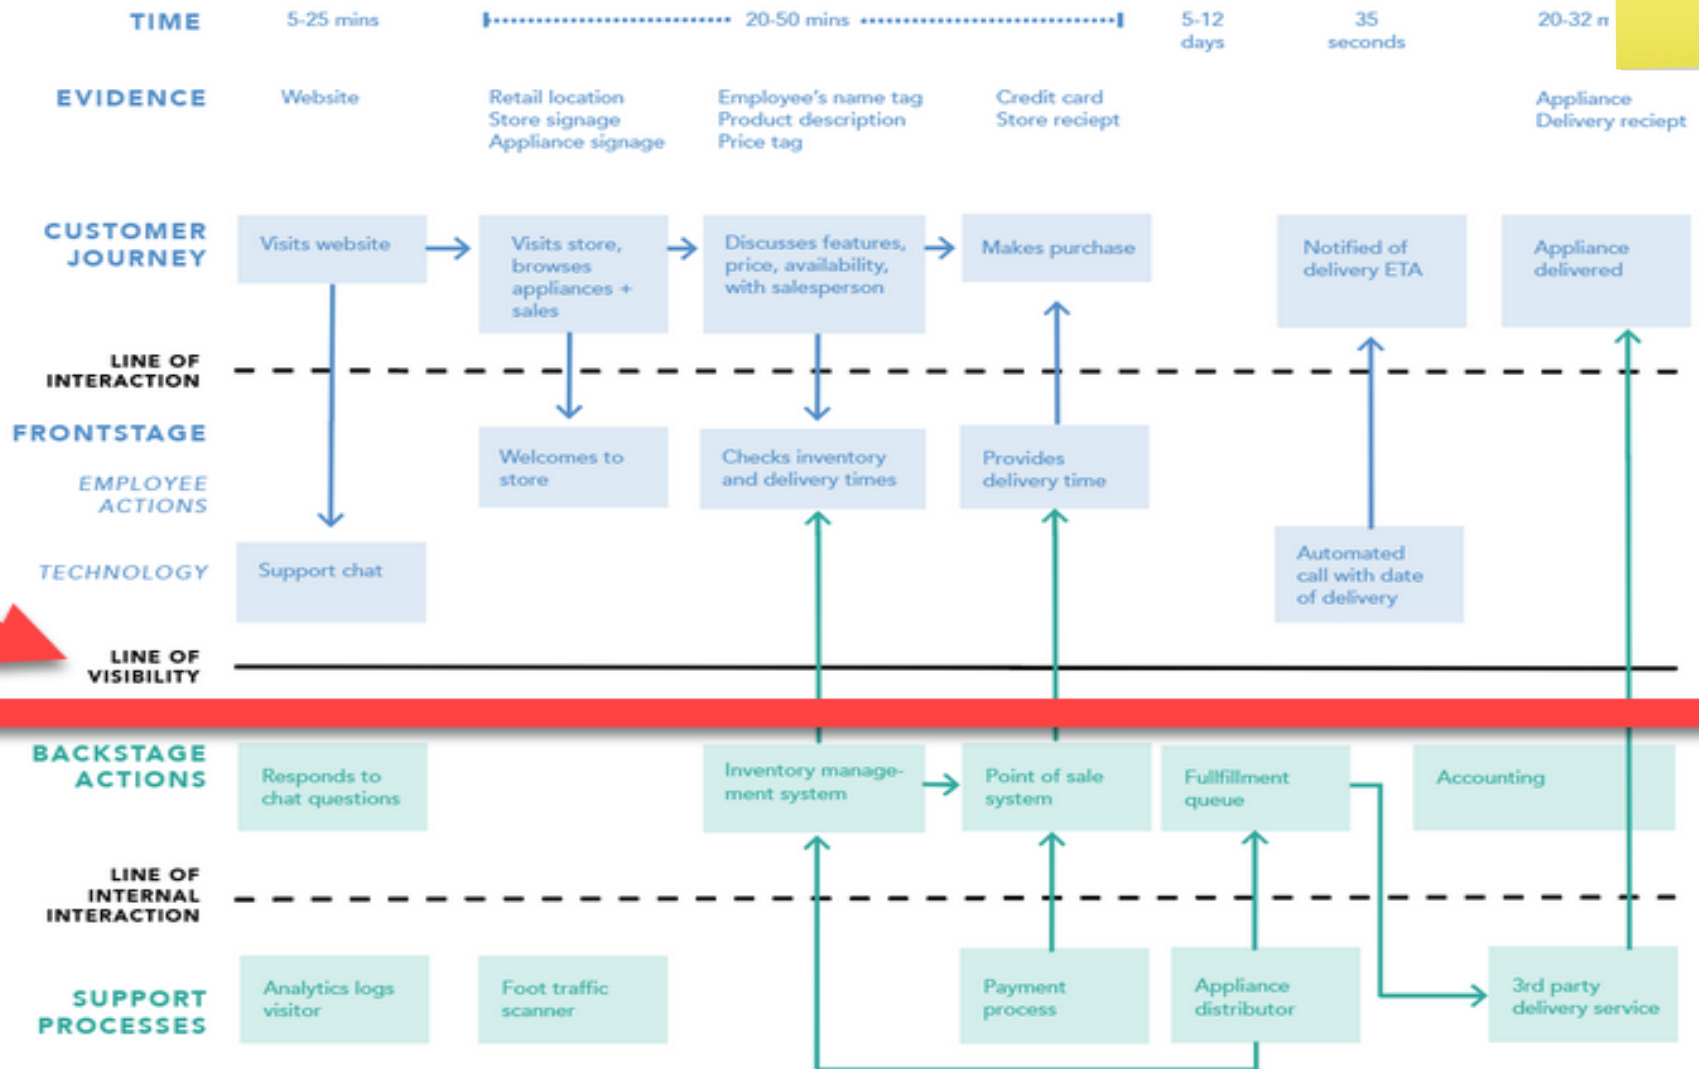 TIME
5-25 mins
20-50 mins
5-12
days
35
seconds
20-32
EVIDENCE
Website
Retail location
Store signage
Appliance signage
Employee's name tag
Product description
Price tag
Credit card
Store reciept
Appliance
Delivery reciept
CUSTOMER
JOURNEY
Visits website
Visits store,
browses
appliances +
sales
Discusses features,
price, availability,
with salesperson
Makes purchase
Notified of
delivery ETA
Appliance
delivered
LINE OF
INTERACTION
FRONTSTAGE
EMPLOYEE
ACTIONS
Welcomes to
store
Checks inventory
and delivery times
Provides
delivery time
TECHNOLOGY
Support chat
Automated
call with date
of delivery
LINE OF
VISIBILITY
BACKSTAGE
ACTIONS
Responds to
chat questions
Inventory manage-
ment system
Point of sale
system
Fullfillment
queue
Accounting
LINE OF
INTERNAL
INTERACTION
SUPPORT
PROCESSES
Analytics logs
visitor
Foot traffic
scanner
Payment
process
Appliance
distributor
3rd party
delivery service